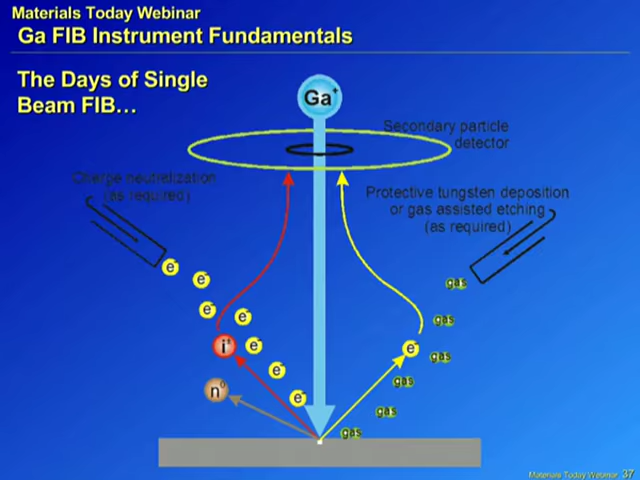 Materials Today Webinar
Ga FIB Instrument Fundamentals
The Days of Single
Beam FIB…
Ga+
Secondary particle
detector
Charge neutralization
(as required)
Protective tungsten deposition
or gas assisted etching
(as required)
e-
e-
gas
e-
e-
gas
i+
e-
e-
gas
e-
gas
n0
e-
gas
gas
Materials Today Webinar 37